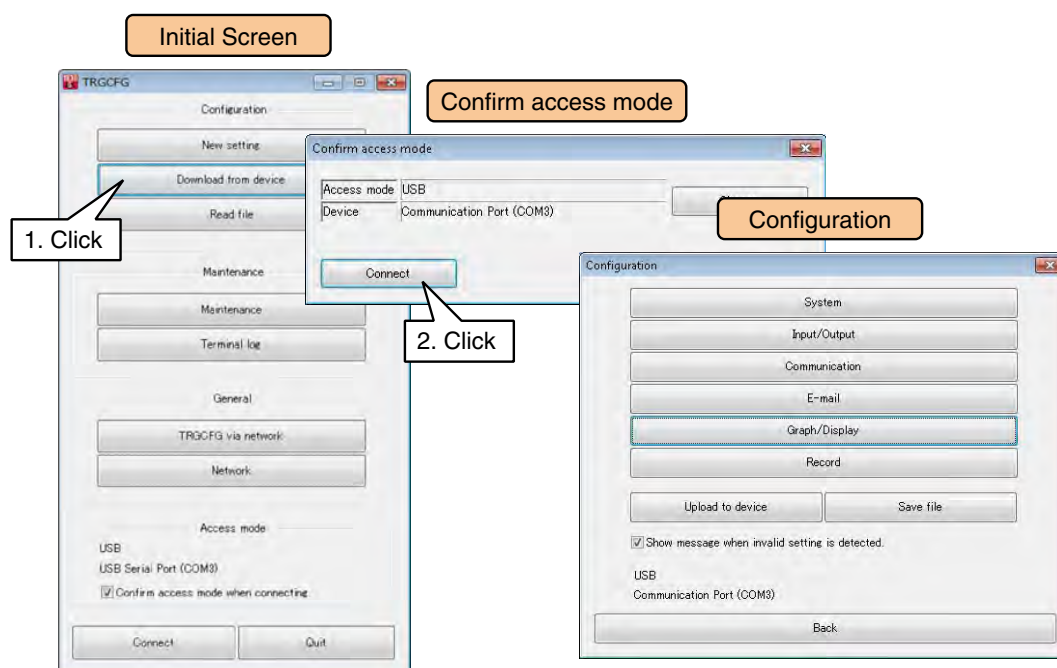 Initial Screen
TRGCFG
Configuration
New setting
Download from device
Read file
1. Click
Maintenance
Maintenance
Terminal log
General
TRGCFG via network
Network
Access mode
USB
USB Serial Port (COM3)
Confirm access mode when connecting
Connect
Quit
Confirm access mode
Confirm access mode
Access mode USB
Device Communication Port (COM3)
Connect
2. Click
Configuration
Configuration
System
Input/Output
Communication
E-mail
Graph/Display
Record
Upload to device
Save file
Show message when invalid setting is detected.
USB
Communication Port (COM3)
Back